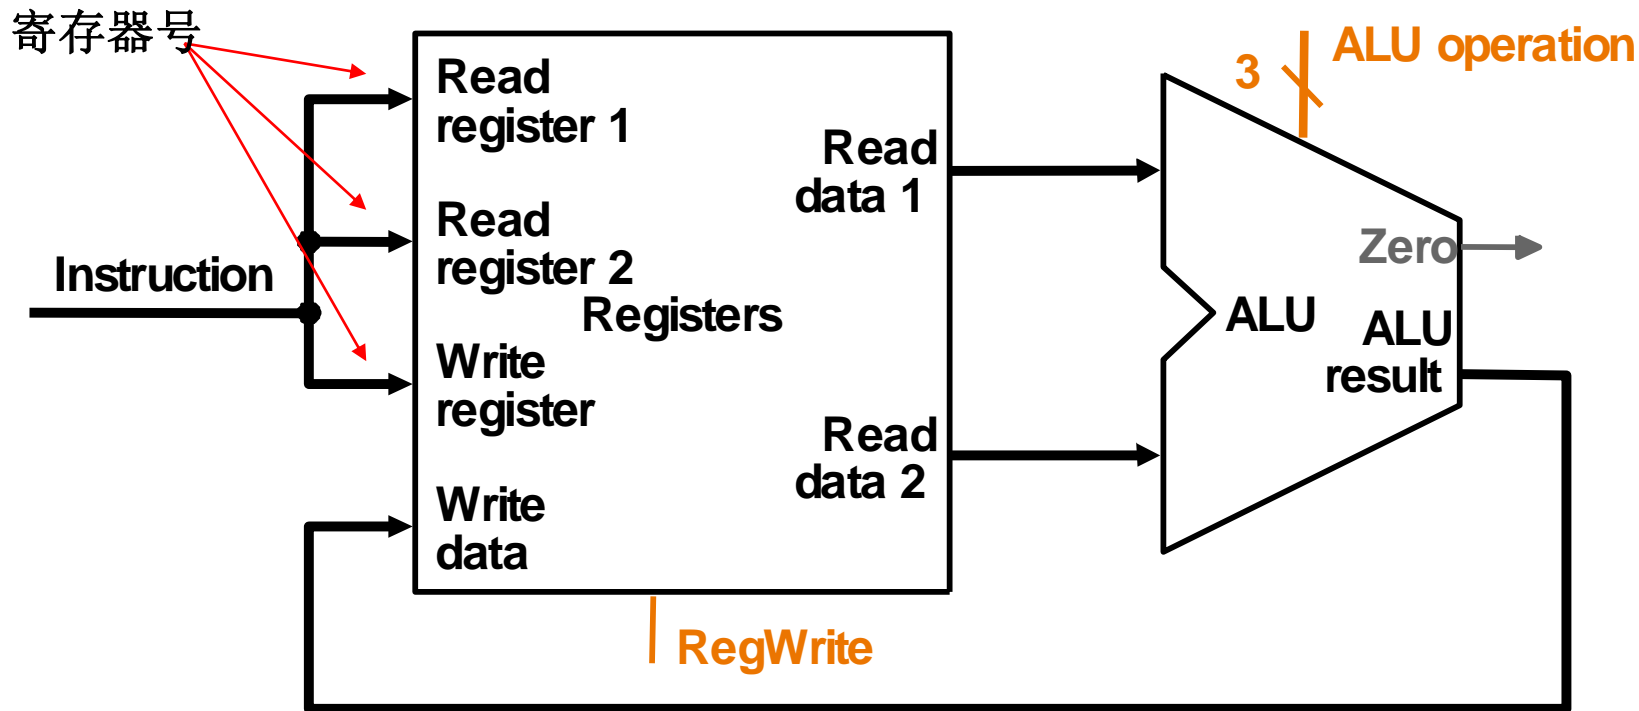 寄存器号
Read
register 1
Read
register 2
Write
register
Write
data
Registers
Read
data 1
Read
data 2
Instruction
RegWrite
3
ALU operation
Zero
ALU
ALU
result